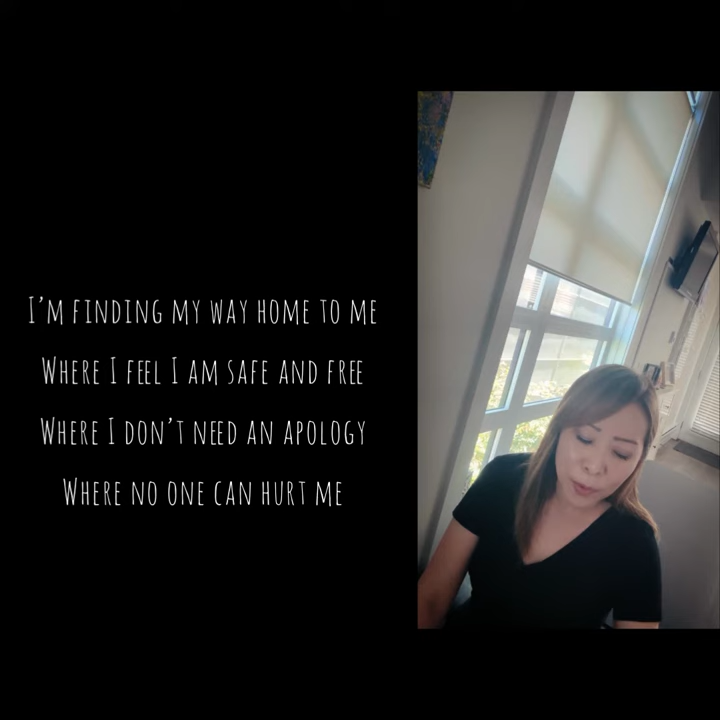 I'm finding my way home to me
Where I feel I am safe and free
Where I don't need an apology
Where no one can hurt me